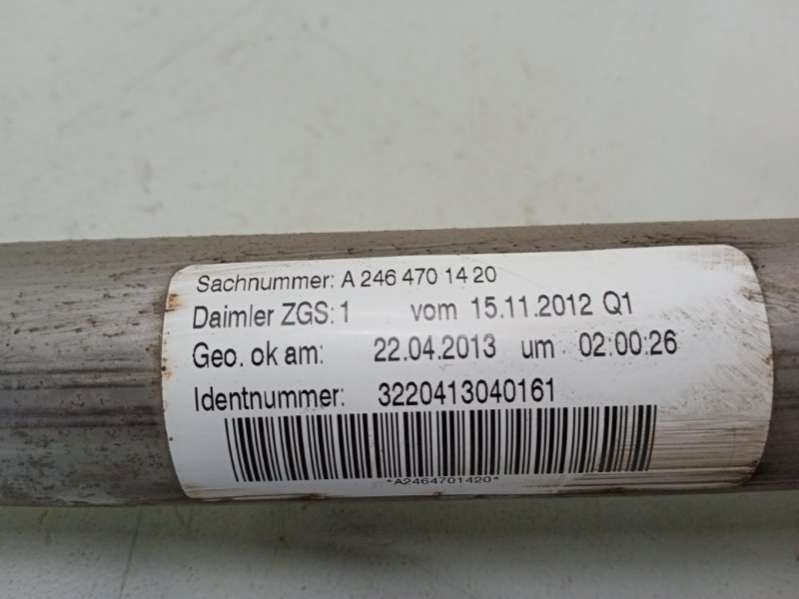 Sachnummer: A 246 470 14 20
Daimler ZGS: 1 vom 15.11.2012 Q1
Geo. ok am: 22.04.2013 um 02:00:26
Identnummer: 3220413040161
*A2464701420*